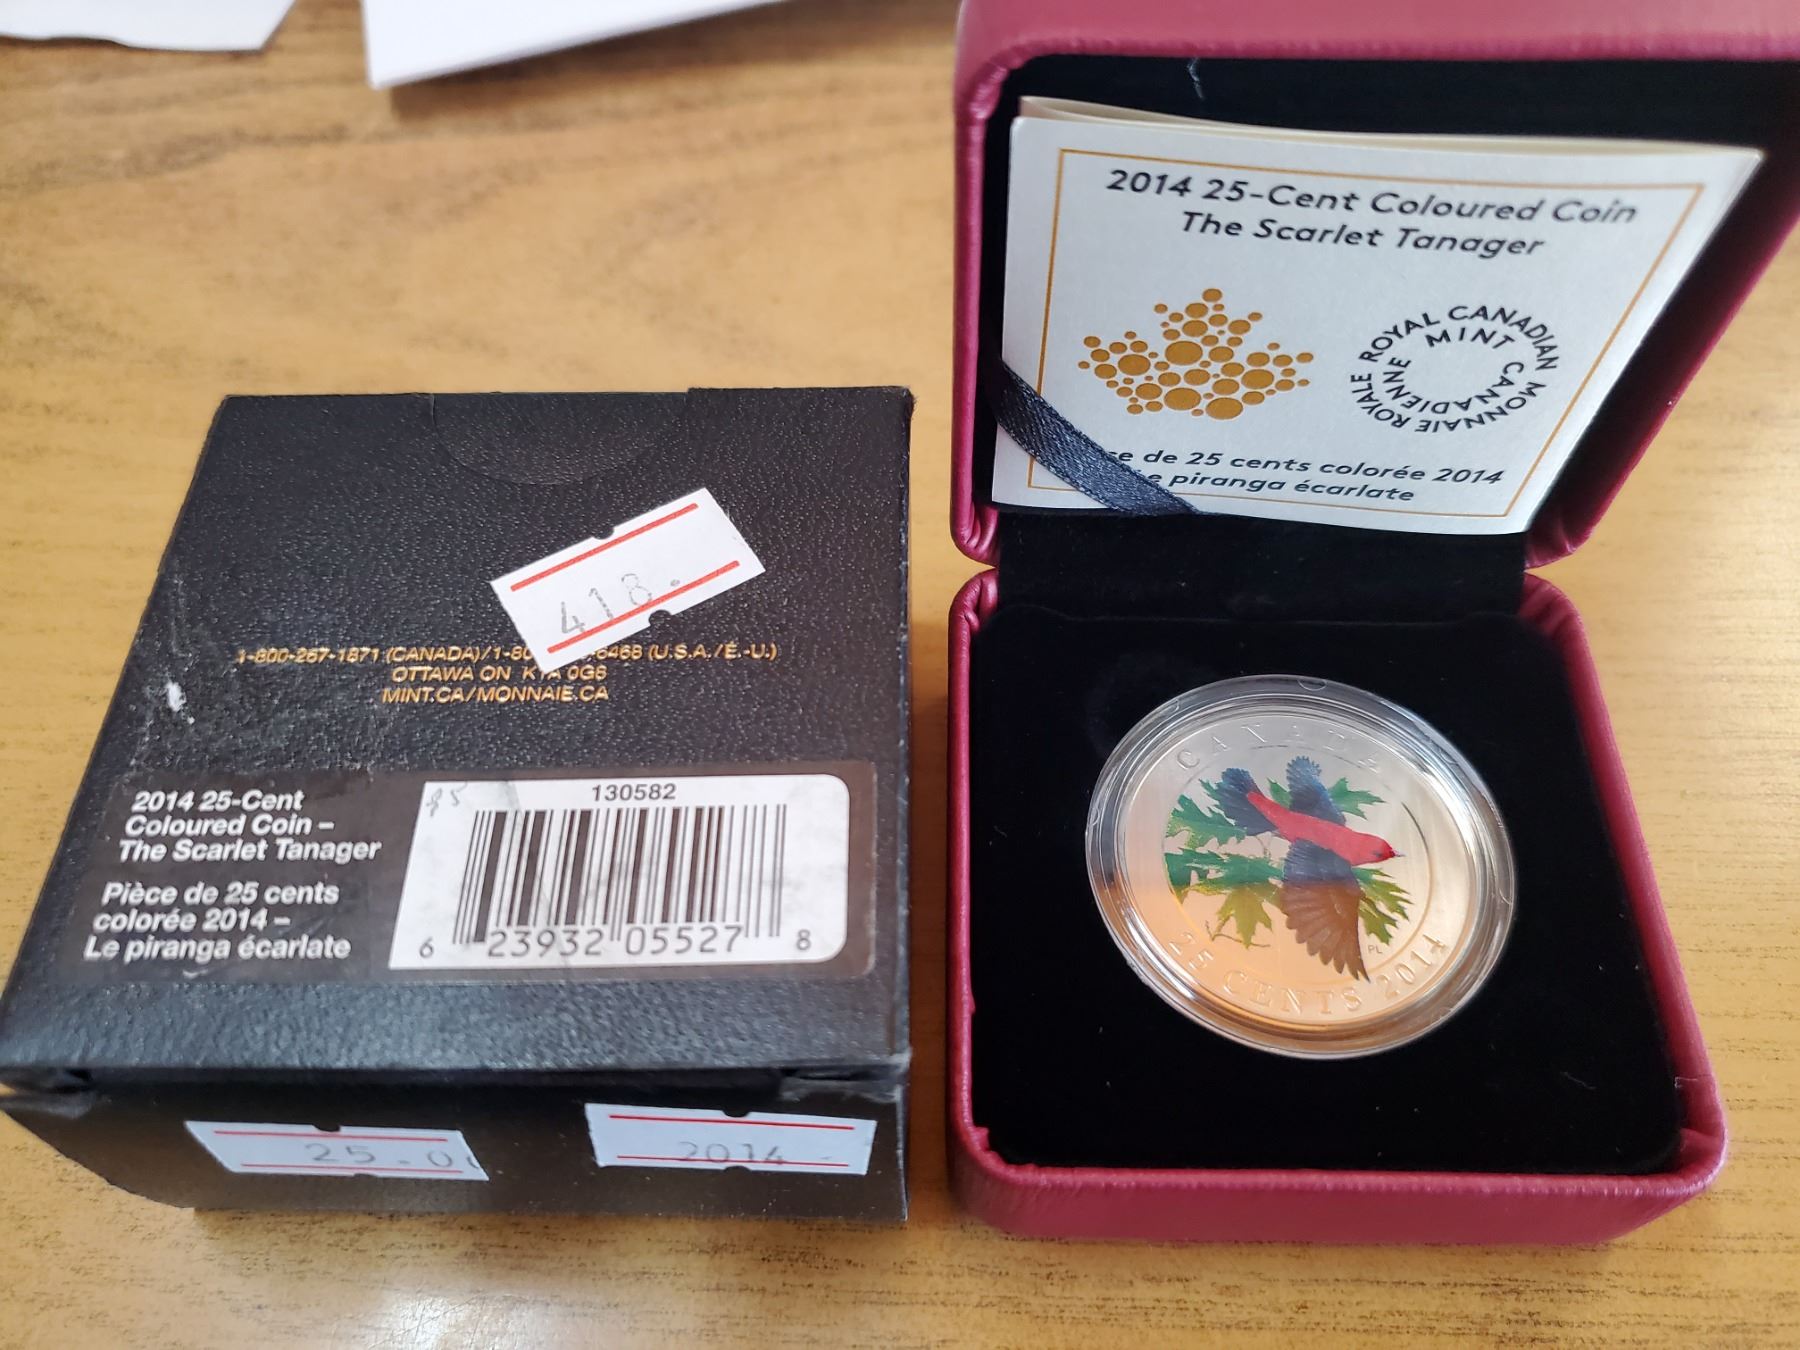 418.
1-800-267-1871 (CANADA)/1-80 6468 (U.S.A./É.-U.)
OTTAWA ON K1A 0G8
MINT.CA/MONNAIE.CA
2014 25-Cent
Coloured Coin –
The Scarlet Tanager
Pièce de 25 cents
colorée 2014 –
Le piranga écarlate
130582
6 23932 05527 8
25.0
2014
2014 25-Cent Coloured Coin
The Scarlet Tanager
ROYAL CANADIAN MINT
MONNAIE ROYALE CANADIENNE
de 25 cents colorée 2014
piranga écarlate
CANADA
PL
25 CENTS 2014